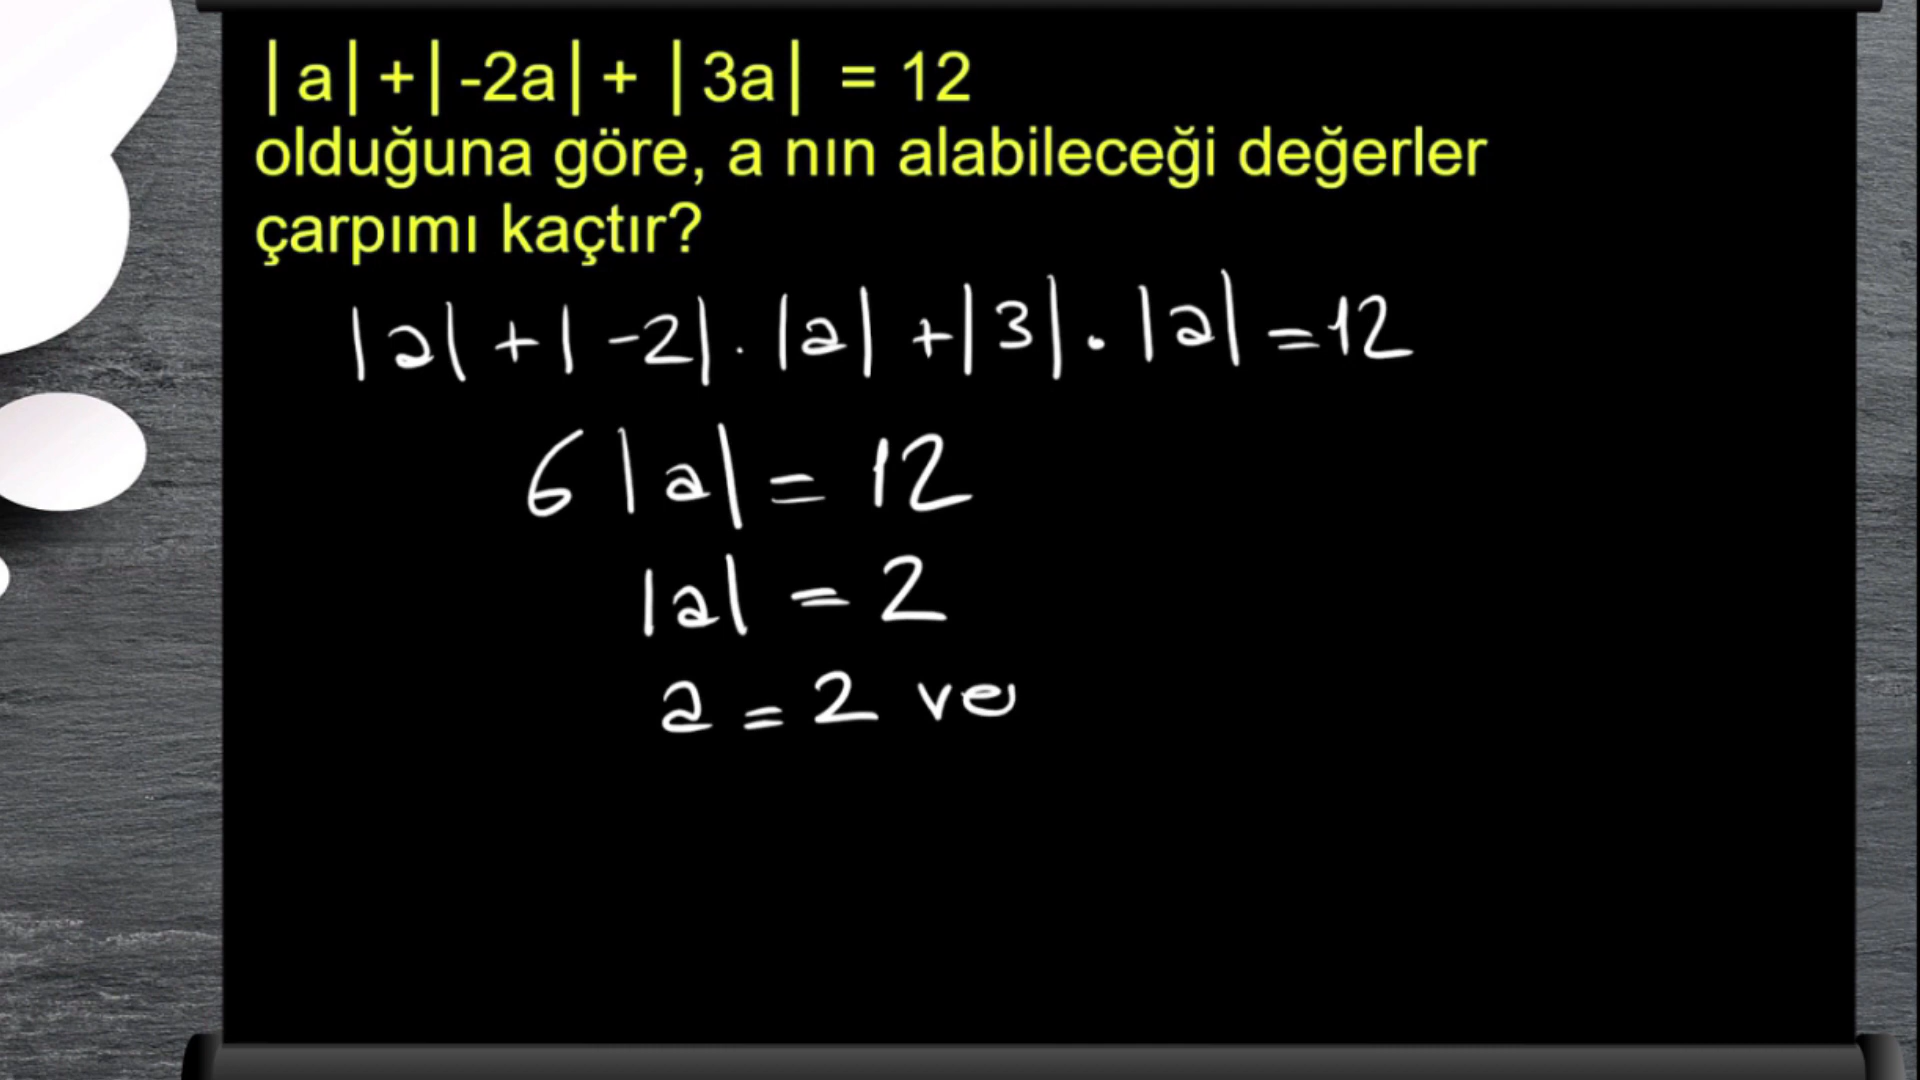 |a|+|-2a|+ |3a| = 12
olduğuna göre, a nın alabileceği değerler
çarpımı kaçtır?
|a|+|-2|.|a|+|3|.|a|=12
6|a|=12
|a|=2
a=2 ve